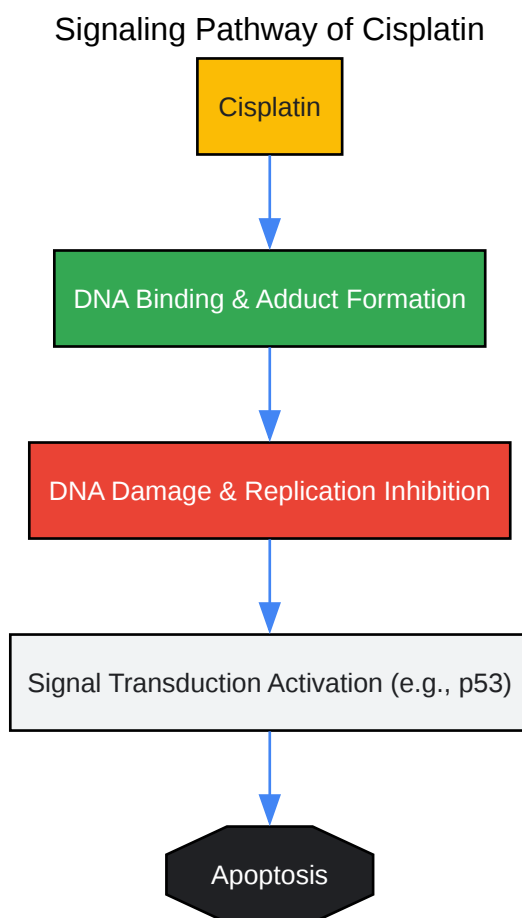 Signaling Pathway of Cisplatin
Cisplatin
DNA Binding & Adduct Formation
DNA Damage & Replication Inhibition
Signal Transduction Activation (e.g., p53)
Apoptosis